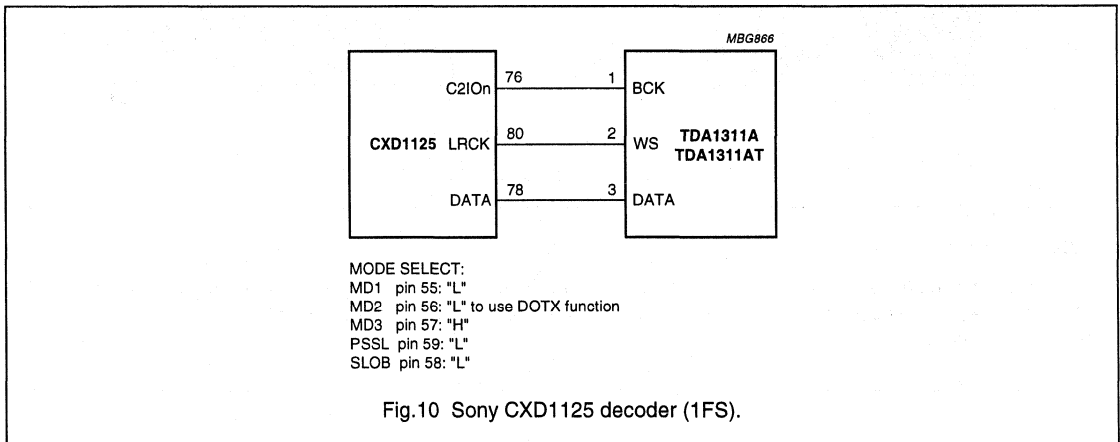 MBG866
C2IOn 76 1 BCK
CXD1125 LRCK 80 2 WS TDA1311A
TDA1311AT
DATA 78 3 DATA
MODE SELECT:
MD1 pin 55: "L"
MD2 pin 56: "L" to use DOTX function
MD3 pin 57: "H"
PSSL pin 59: "L"
SLOB pin 58: "L"
Fig.10 Sony CXD1125 decoder (1FS).